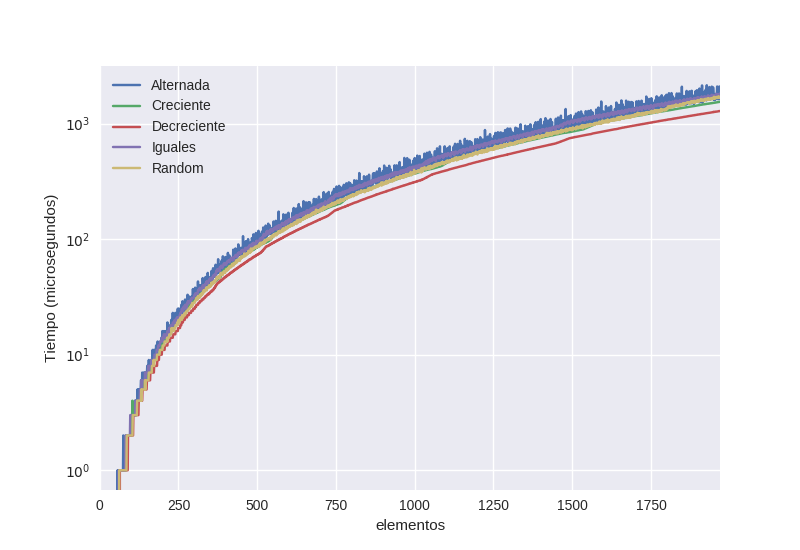 Alternada
Creciente
Decreciente
Iguales
Random
10³
10²
10¹
10⁰
Tiempo (microsegundos)
0 250 500 750 1000 1250 1500 1750
elementos